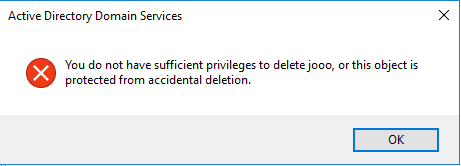 Active Directory Domain Services
You do not have sufficient privileges to delete jooo, or this object is
protected from accidental deletion.
OK